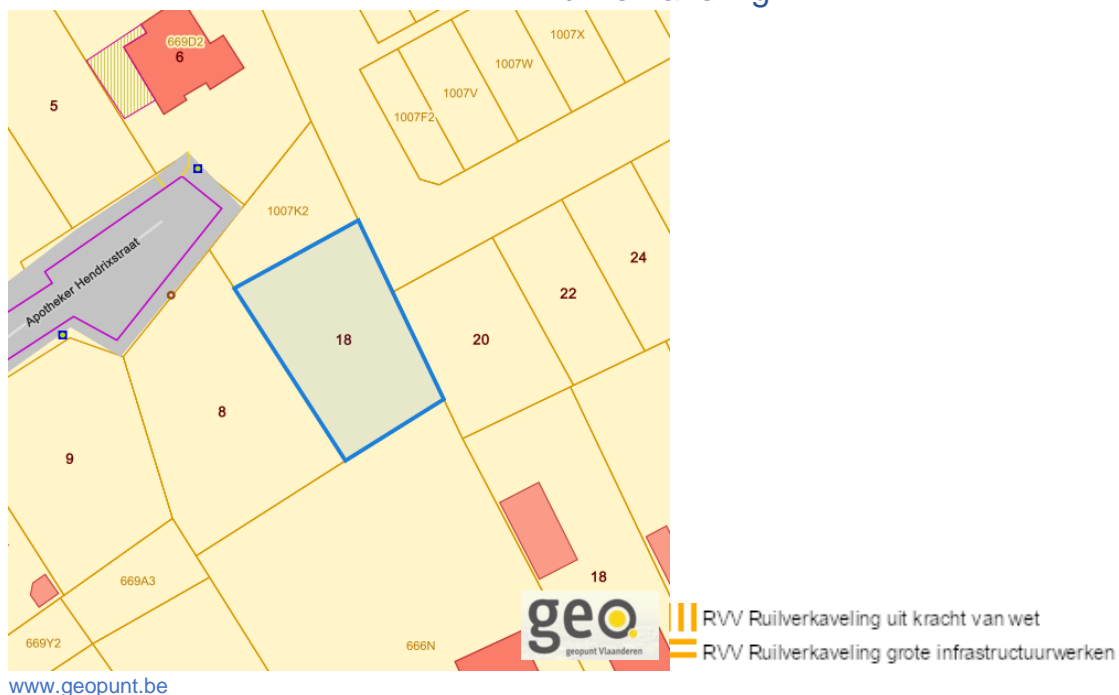 669D2
6
1007X
1007W
5
1007V
1007F2
1007K2
Apotheker Hendrixstraat
24
22
18
20
8
9
18
669A3
669Y2
666N
geo
geopunt Vlaanderen
RVV Ruilverkaveling uit kracht van wet
RVV Ruilverkaveling grote infrastructuurwerken
www.geopunt.be